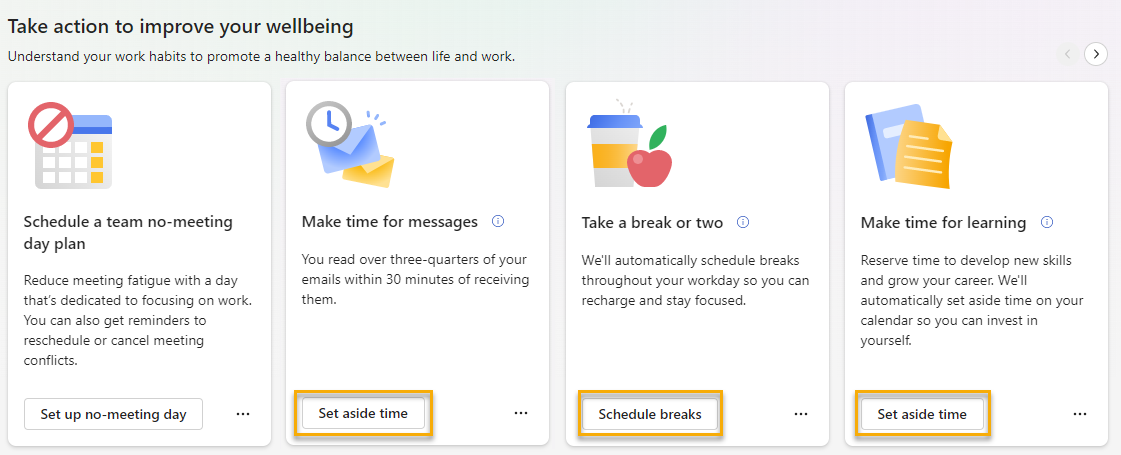 Take action to improve your wellbeing
Understand your work habits to promote a healthy balance between life and work.
Schedule a team no-meeting
day plan
Reduce meeting fatigue with a day
that's dedicated to focusing on work.
You can also get reminders to
reschedule or cancel meeting
conflicts.
Set up no-meeting day
Make time for messages
You read over three-quarters of your
emails within 30 minutes of receiving
them.
Set aside time
Take a break or two
We'll automatically schedule breaks
throughout your workday so you can
recharge and stay focused.
Schedule breaks
Make time for learning
Reserve time to develop new skills
and grow your career. We'll
automatically set aside time on your
calendar so you can invest in
yourself.
Set aside time